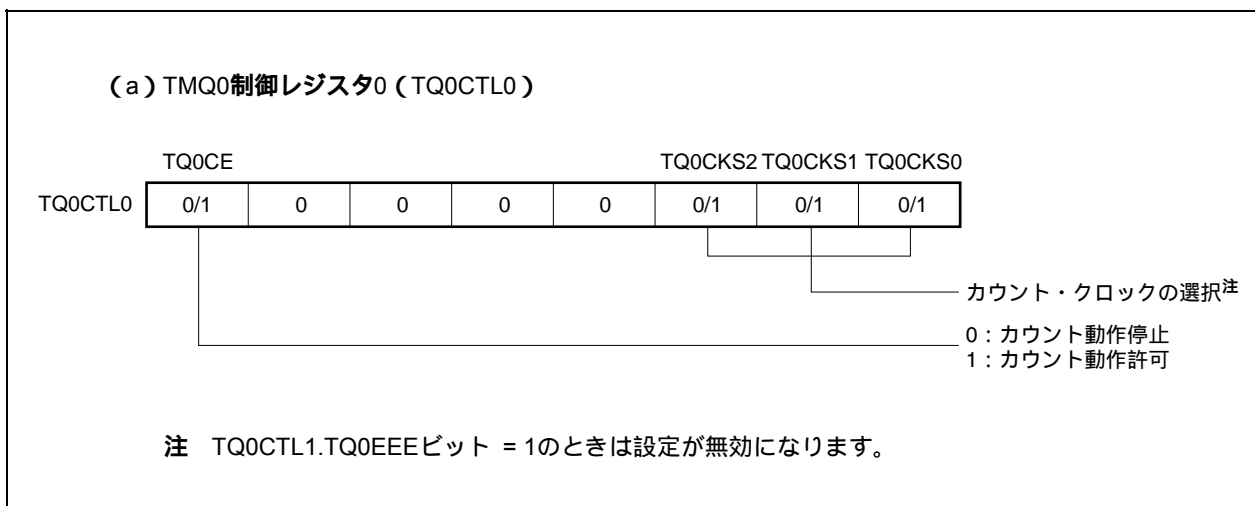 （a）TMQ0制御レジスタ0（TQ0CTL0）
TQ0CE TQ0CKS2 TQ0CKS1 TQ0CKS0
TQ0CTL0 0/1 0 0 0 0 0/1 0/1 0/1
カウント・クロックの選択注
0：カウント動作停止
1：カウント動作許可
注 TQ0CTL1.TQ0EEEビット = 1のときは設定が無効になります。